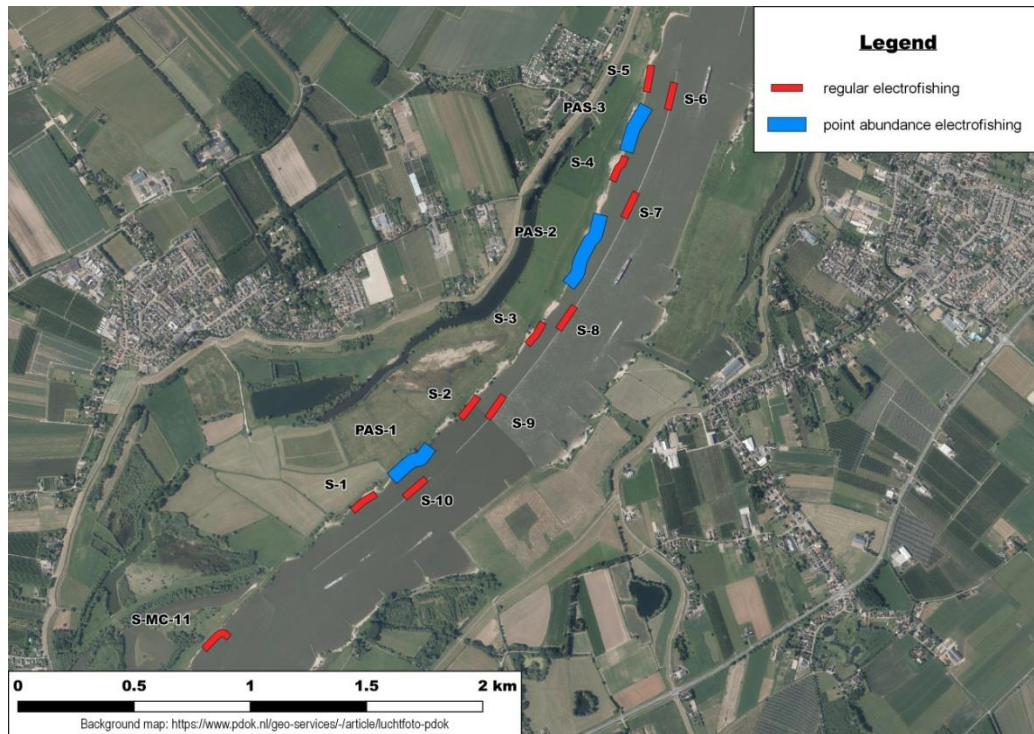 Legend
regular electrofishing
point abundance electrofishing
S-5
S-6
PAS-3
S-4
S-7
PAS-2
S-3
S-8
S-2
S-9
PAS-1
S-1
S-10
S-MC-11
0 0.5 1 1.5 2 km
Background map: https://www.pdok.nl/geo-services/-/article/luchtfoto-pdok